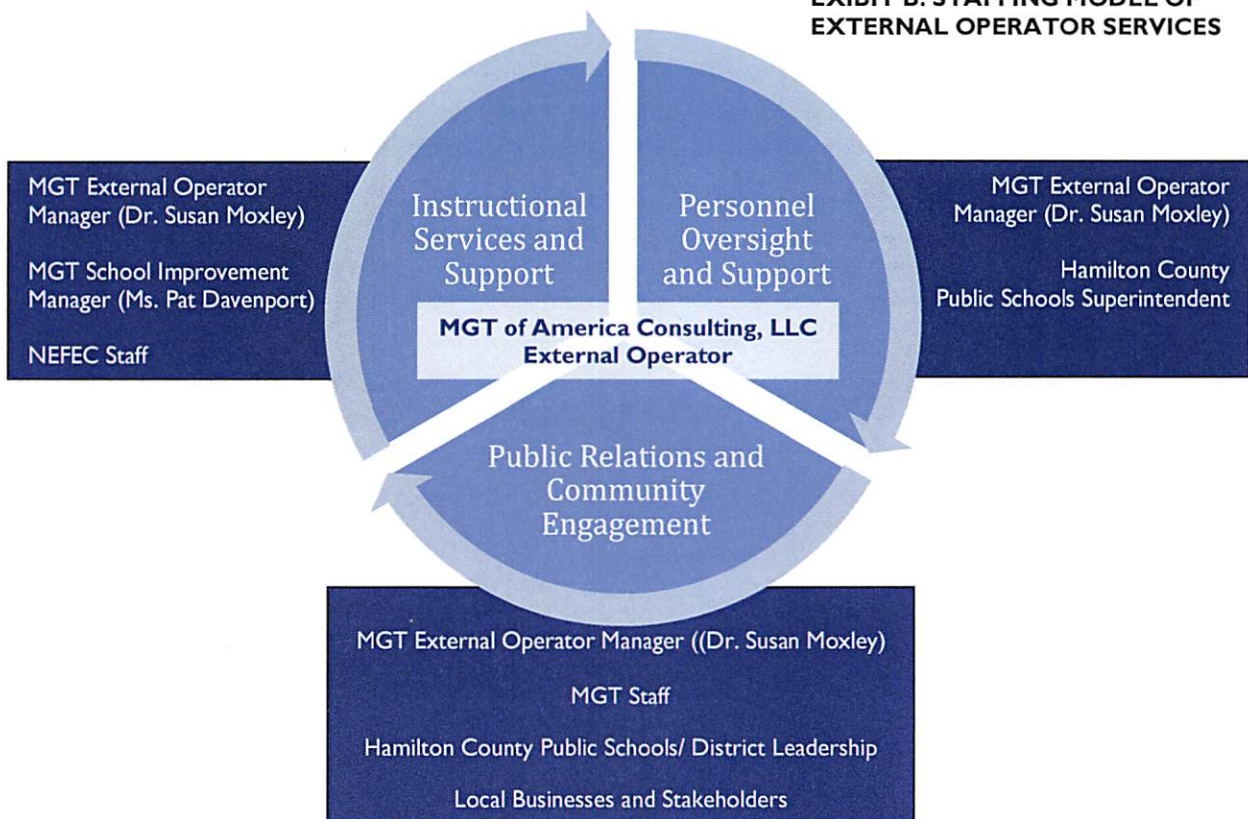 EXIBIT B. STAFFING MODEL OF
EXTERNAL OPERATOR SERVICES
MGT External Operator
Manager (Dr. Susan Moxley)
MGT School Improvement
Manager (Ms. Pat Davenport)
NEFEC Staff
Instructional
Services and
Support
Personnel
Oversight
and Support
MGT External Operator
Manager (Dr. Susan Moxley)
Hamilton County
Public Schools Superintendent
MGT of America Consulting, LLC
External Operator
Public Relations and
Community
Engagement
MGT External Operator Manager ((Dr. Susan Moxley)
MGT Staff
Hamilton County Public Schools/ District Leadership
Local Businesses and Stakeholders